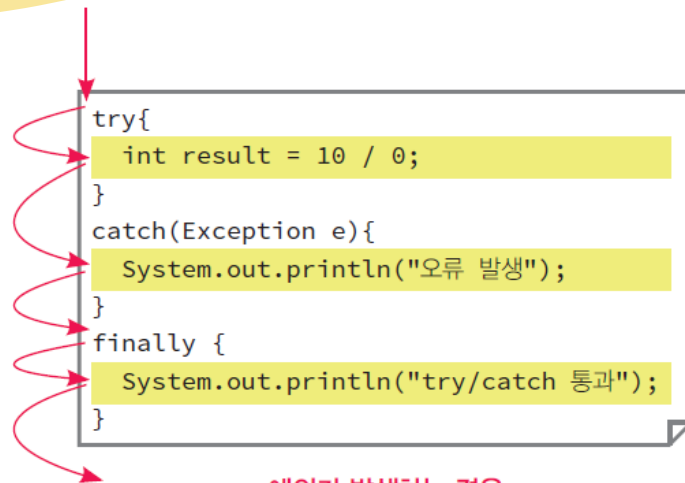 try{
int result = 10 / 0;
}
catch(Exception e){
System.out.println("오류 발생");
}
finally {
System.out.println("try/catch 통과");
}